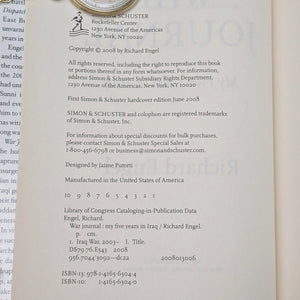 SCHUSTER
Rockefeller Center
1230 Avenue of the Americas
New York, NY 10020
Copyright © 2008 by Richard Engel
All rights reserved, including the right to reproduce this book
or portions thereof in any form whatsoever. For information,
address Simon & Schuster Subsidiary Rights Department,
1230 Avenue of the Americas, New York, NY 10020
First Simon & Schuster hardcover edition June 2008
SIMON & SCHUSTER and colophon are registered trademarks
of Simon & Schuster, Inc.
For information about special discounts for bulk purchases,
please contact Simon & Schuster Special Sales at
1-800-456-6798 or business@simonandschuster.com.
Designed by Jaime Putorti
Manufactured in the United States of America
10 9 8 7 6 5 4 3 2 1
Library of Congress Cataloging-in-Publication Data
Engel, Richard.
War journal : my five years in Iraq / Richard Engel.
p. cm.
1. Iraq War, 2003– I. Title.
DS79.76.E543 2008
956.7044'3092—dc22 2008013006
ISBN-13: 978-1-4165-6304-4
ISBN-10: 1-4165-6304-0